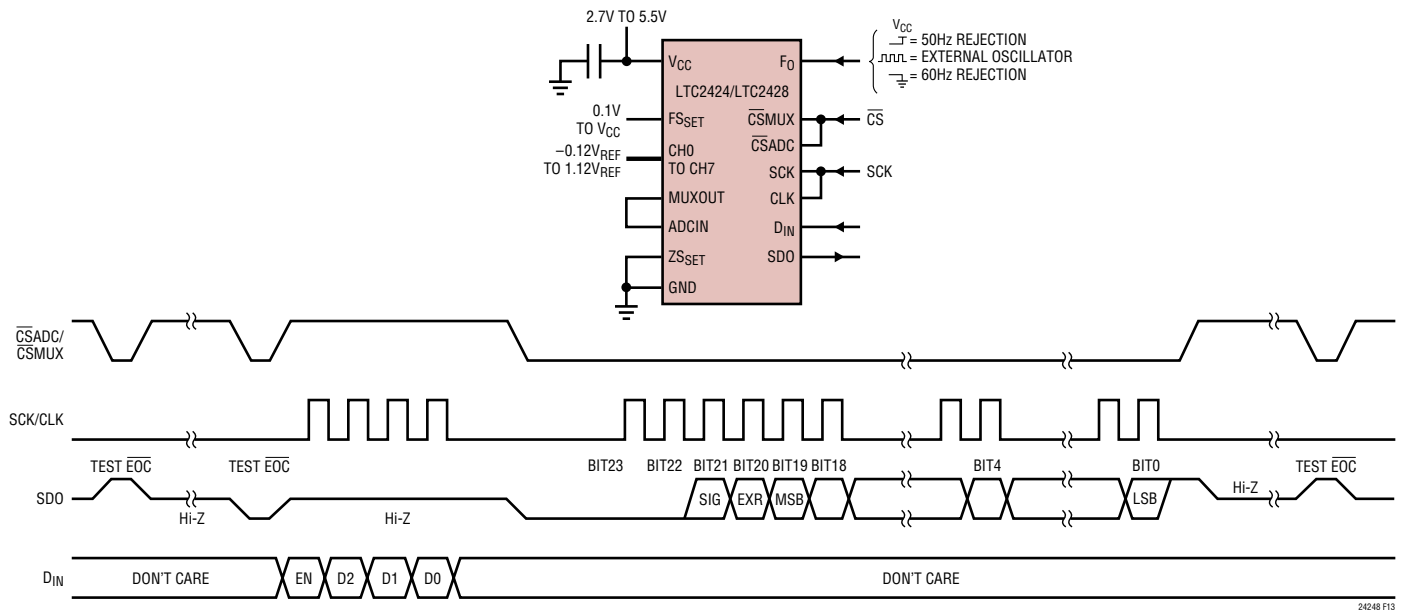 2.7V TO 5.5V
VCC
LTC2424/LTC2428
0.1V
TO VCC
FSSET
–0.12VREF
TO 1.12VREF
CH0
TO CH7
MUXOUT
ADCIN
ZSSET
GND
FO
CSMUX
CSADC
SCK
CLK
DIN
SDO
CS
SCK
VCC
= 50Hz REJECTION
= EXTERNAL OSCILLATOR
= 60Hz REJECTION
CSADC/
CSMUX
SCK/CLK
TEST EOC TEST EOC BIT23 BIT22 BIT21 BIT20 BIT19 BIT18 BIT4 BIT0 TEST EOC
SDO Hi-Z Hi-Z SIG EXR MSB LSB Hi-Z
DIN DON'T CARE EN D2 D1 D0 DON'T CARE
24248 F13